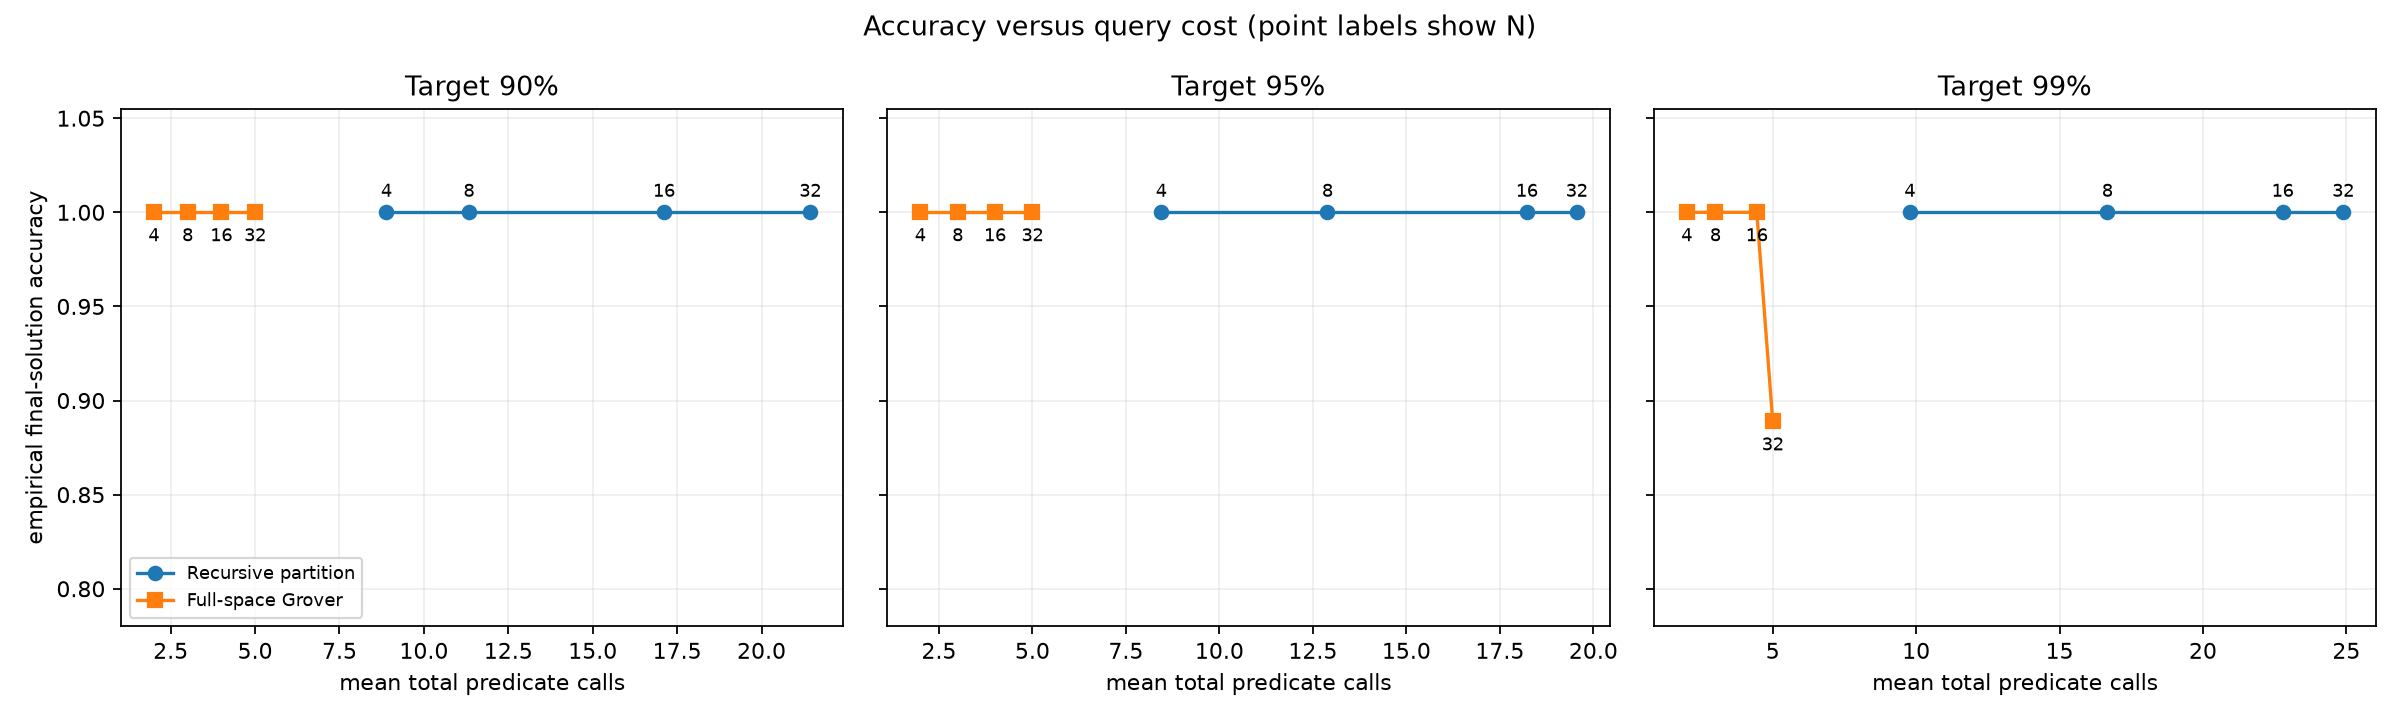 Accuracy versus query cost (point labels show N)
Target 90%
Target 95%
Target 99%
empirical final-solution accuracy
1.05
1.00
0.95
0.90
0.85
0.80
4 8 16 32
4 8 16 32
Recursive partition
Full-space Grover
2.5 5.0 7.5 10.0 12.5 15.0 17.5 20.0
mean total predicate calls
4 8 16 32
4 8 16 32
2.5 5.0 7.5 10.0 12.5 15.0 17.5 20.0
mean total predicate calls
4 8 16 32
4 8 16
32
5 10 15 20 25
mean total predicate calls